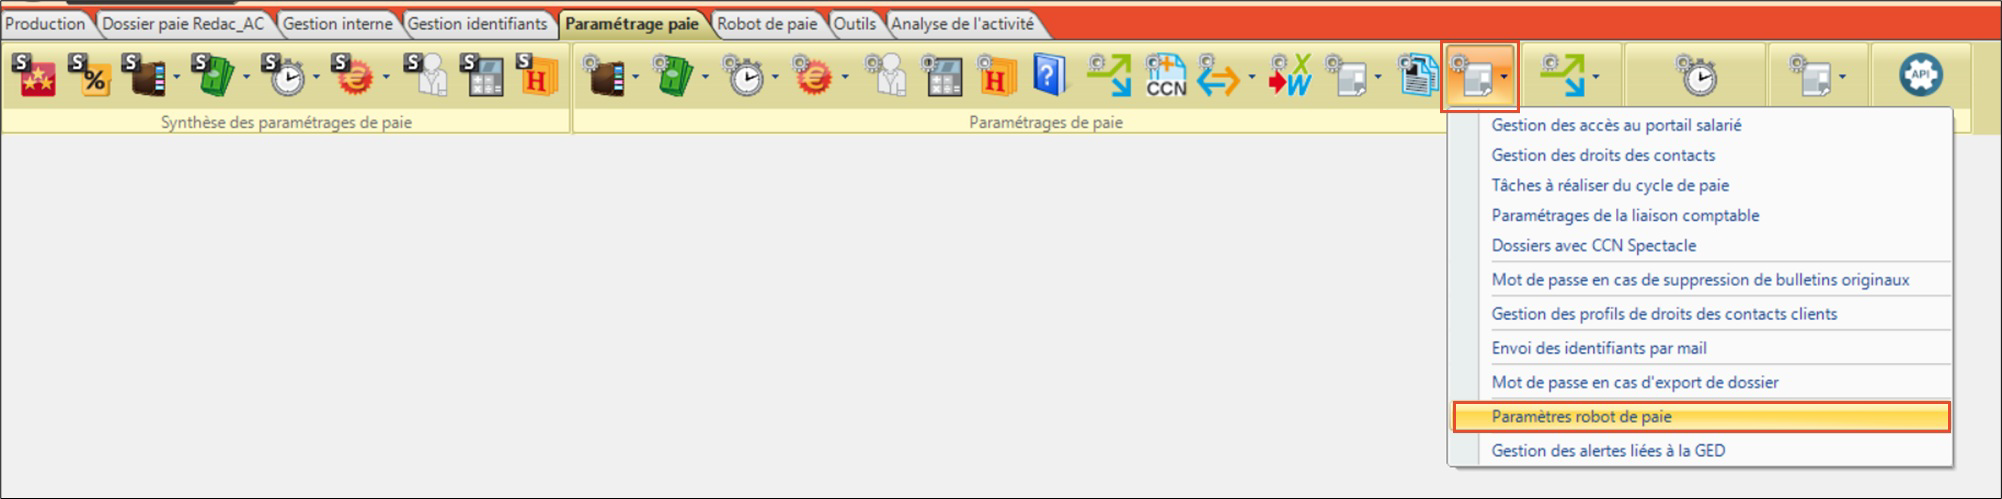 Production Dossier paie Redac_AC Gestion interne Gestion identifiants Paramétrage paie Robot de paie Outils Analyse de l'activité
S S S S S S S S S
% H H ? CCN X W API
Synthèse des paramétrages de paie Paramétrages de paie
Gestion des accès au portail salarié
Gestion des droits des contacts
Tâches à réaliser du cycle de paie
Paramétrages de la liaison comptable
Dossiers avec CCN Spectacle
Mot de passe en cas de suppression de bulletins originaux
Gestion des profils de droits des contacts clients
Envoi des identifiants par mail
Mot de passe en cas d'export de dossier
Paramètres robot de paie
Gestion des alertes liées à la GED